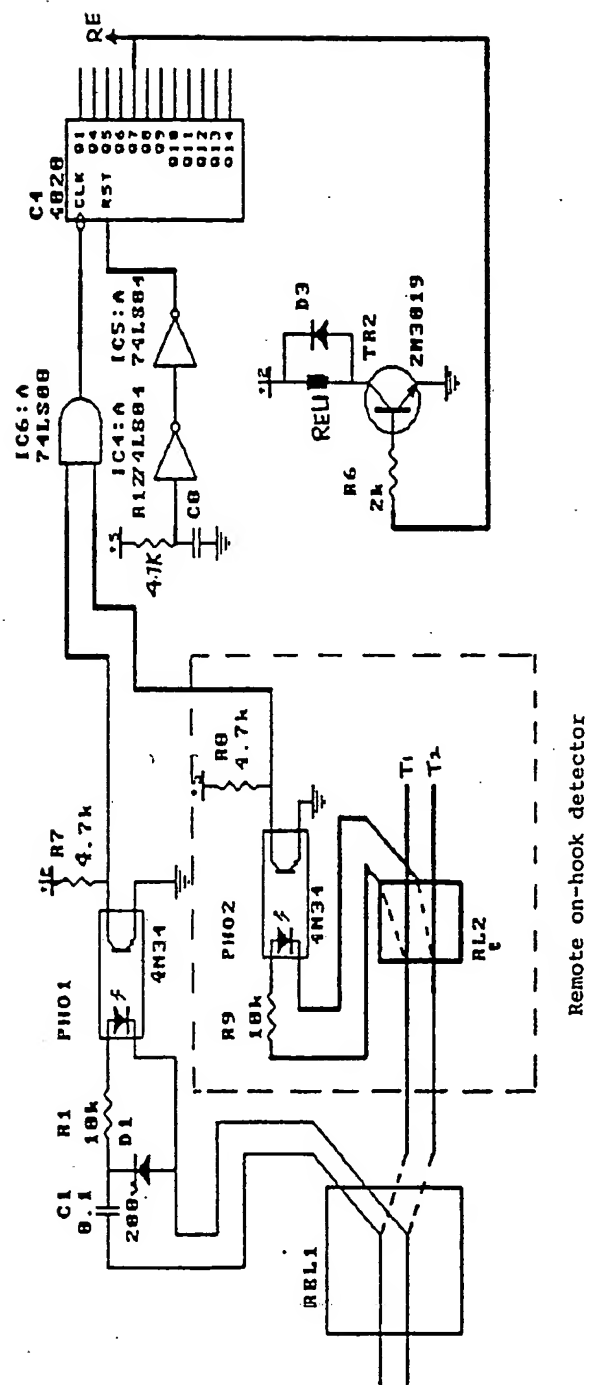 RE
C4
4020
CLK
RST
Q1
Q4
Q5
Q6
Q7
Q8
Q9
Q10
Q11
Q12
Q13
Q14
IC6:A
74LS00
IC5:A
74LS04
IC4:A
74LS04
R12
4.7K
+5
C8
+12
D3
REL1
TR2
2N3019
R6
2k
+12
R7
4.7k
PHO1
4N34
R1
10k
D1
C1
0.1
200v
R8
4.7k
PHO2
4N34
R9
10k
T1
T2
RL2
REL1
Remote on-hook detector